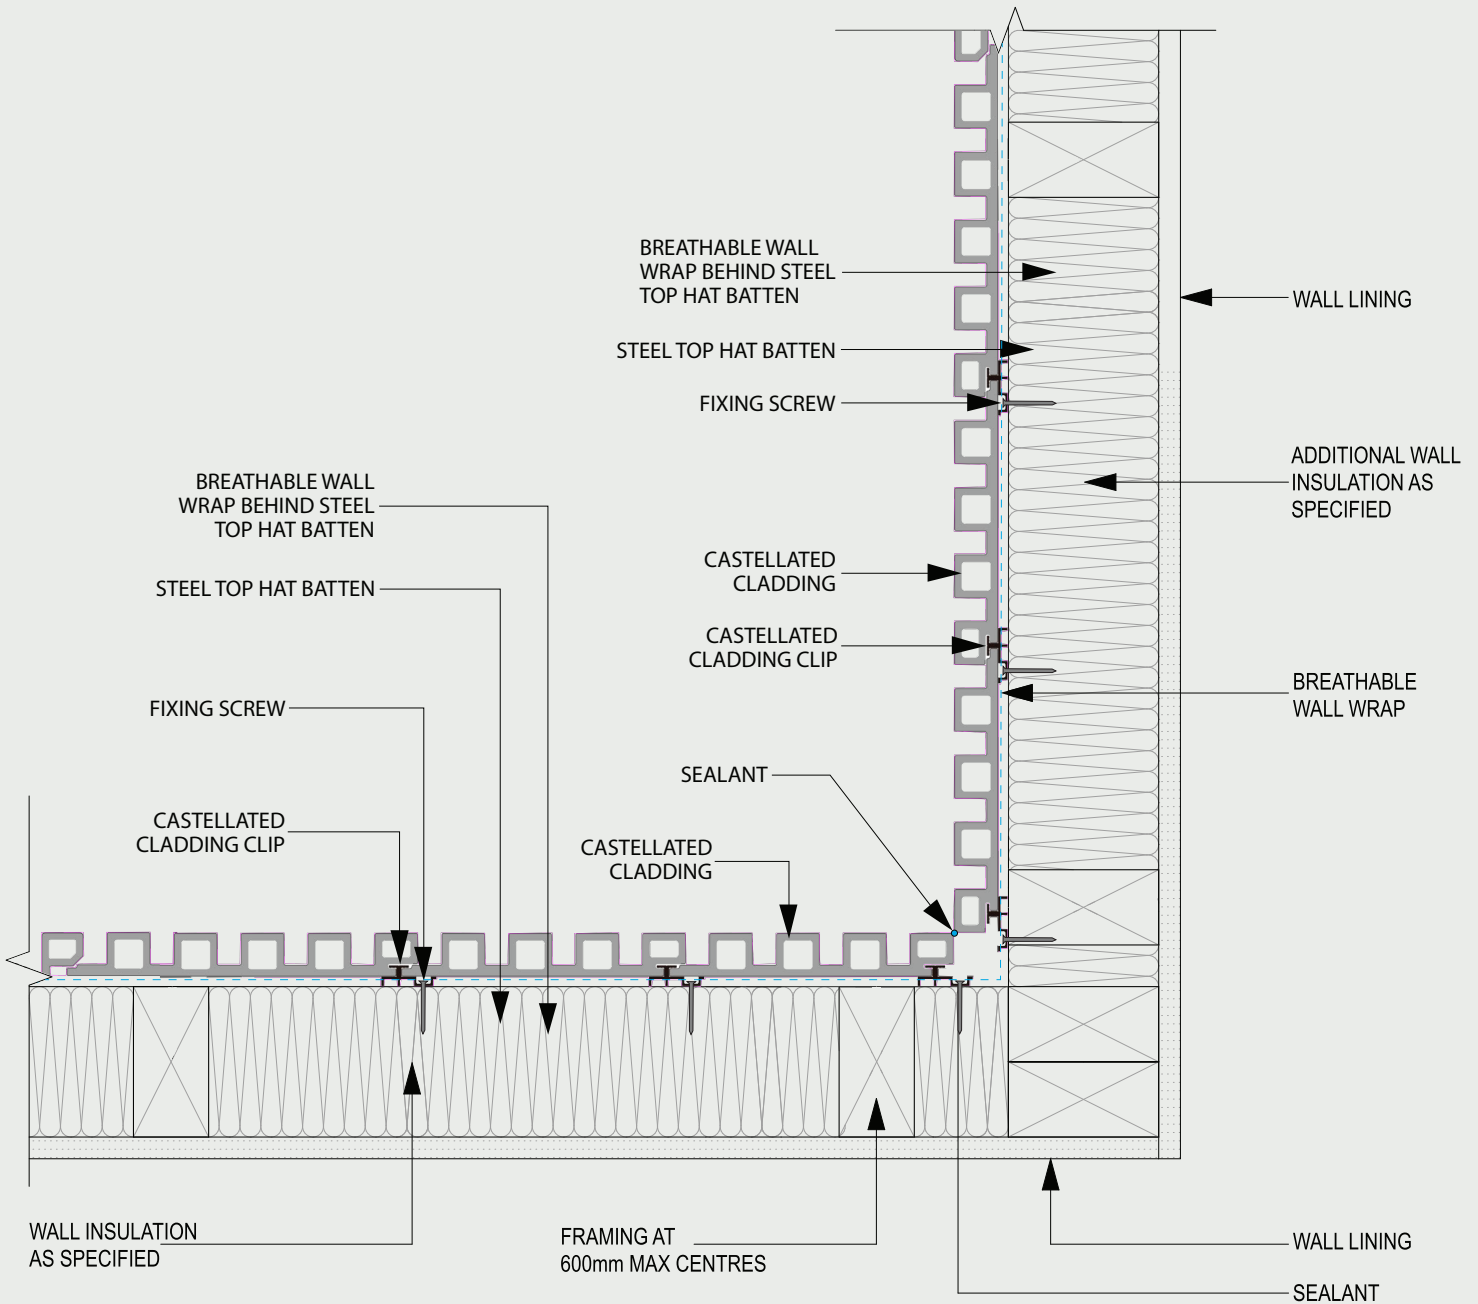 BREATHABLE WALL
WRAP BEHIND STEEL
TOP HAT BATTEN
STEEL TOP HAT BATTEN
FIXING SCREW
WALL LINING
ADDITIONAL WALL
INSULATION AS
SPECIFIED
BREATHABLE WALL
WRAP BEHIND STEEL
TOP HAT BATTEN
STEEL TOP HAT BATTEN
CASTELLATED
CLADDING
CASTELLATED
CLADDING CLIP
BREATHABLE
WALL WRAP
FIXING SCREW
SEALANT
CASTELLATED
CLADDING CLIP
CASTELLATED
CLADDING
WALL INSULATION
AS SPECIFIED
FRAMING AT
600mm MAX CENTRES
WALL LINING
SEALANT